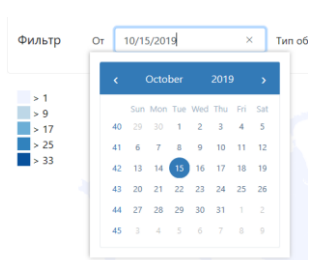 Фильтр От 10/15/2019 × Тип об
‹ October 2019 ›
Sun Mon Tue Wed Thu Fri Sat
40 29 30 1 2 3 4 5
41 6 7 8 9 10 11 12
42 13 14 15 16 17 18 19
43 20 21 22 23 24 25 26
44 27 28 29 30 31 1 2
45 3 4 5 6 7 8 9
> 1
> 9
> 17
> 25
> 33